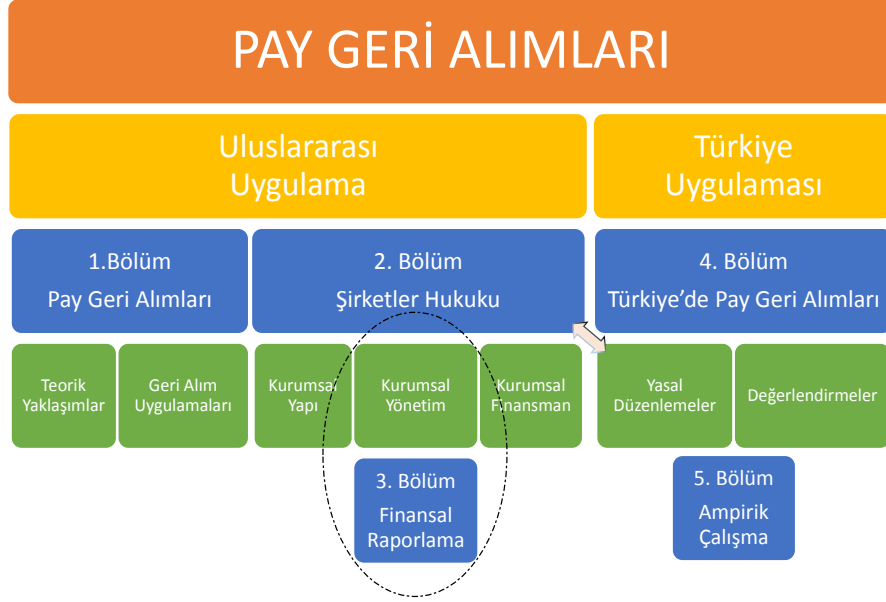 PAY GERİ ALIMLARI
Uluslararası
Uygulama
Türkiye
Uygulaması
1.Bölüm
Pay Geri Alımları
2. Bölüm
Şirketler Hukuku
4. Bölüm
Türkiye’de Pay Geri Alımları
Teorik
Yaklaşımlar
Geri Alım
Uygulamaları
Kurumsal
Yapı
Kurumsal
Yönetim
Kurumsal
Finansman
Yasal
Düzenlemeler
Değerlendirmeler
3. Bölüm
Finansal
Raporlama
5. Bölüm
Ampirik
Çalışma